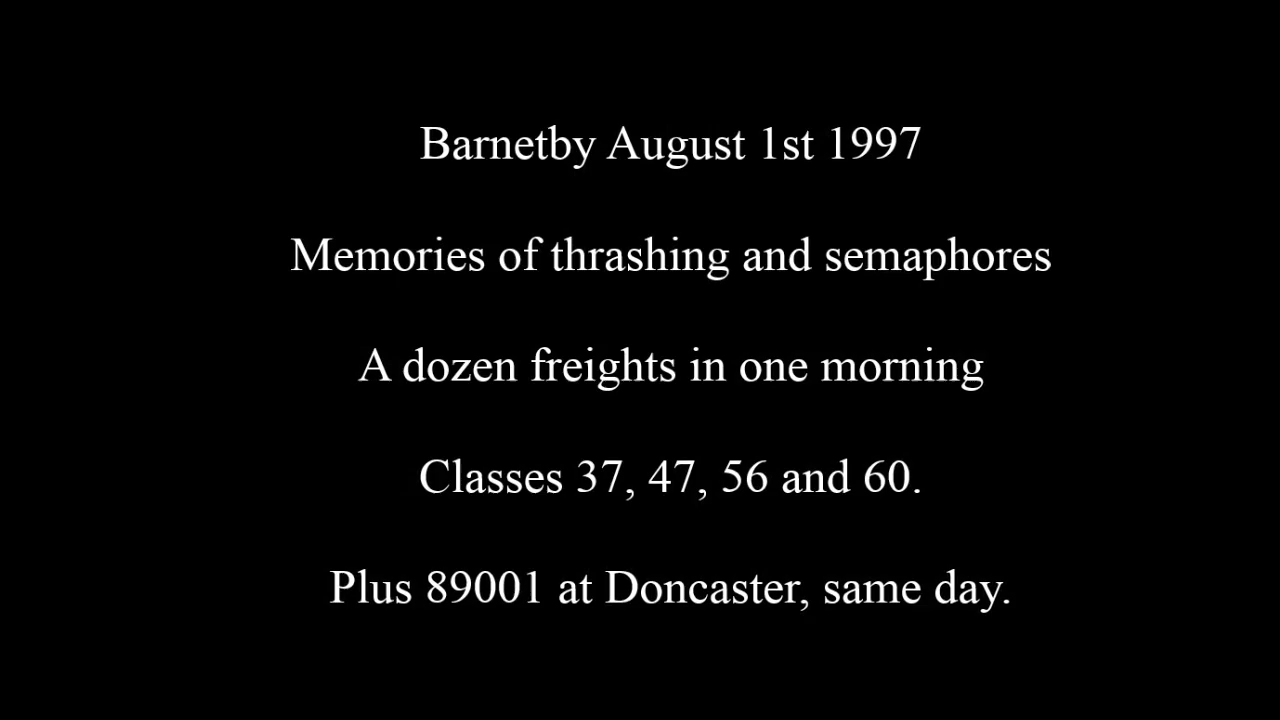 Barnetby August 1st 1997
Memories of thrashing and semaphores
A dozen freights in one morning
Classes 37, 47, 56 and 60.
Plus 89001 at Doncaster, same day.